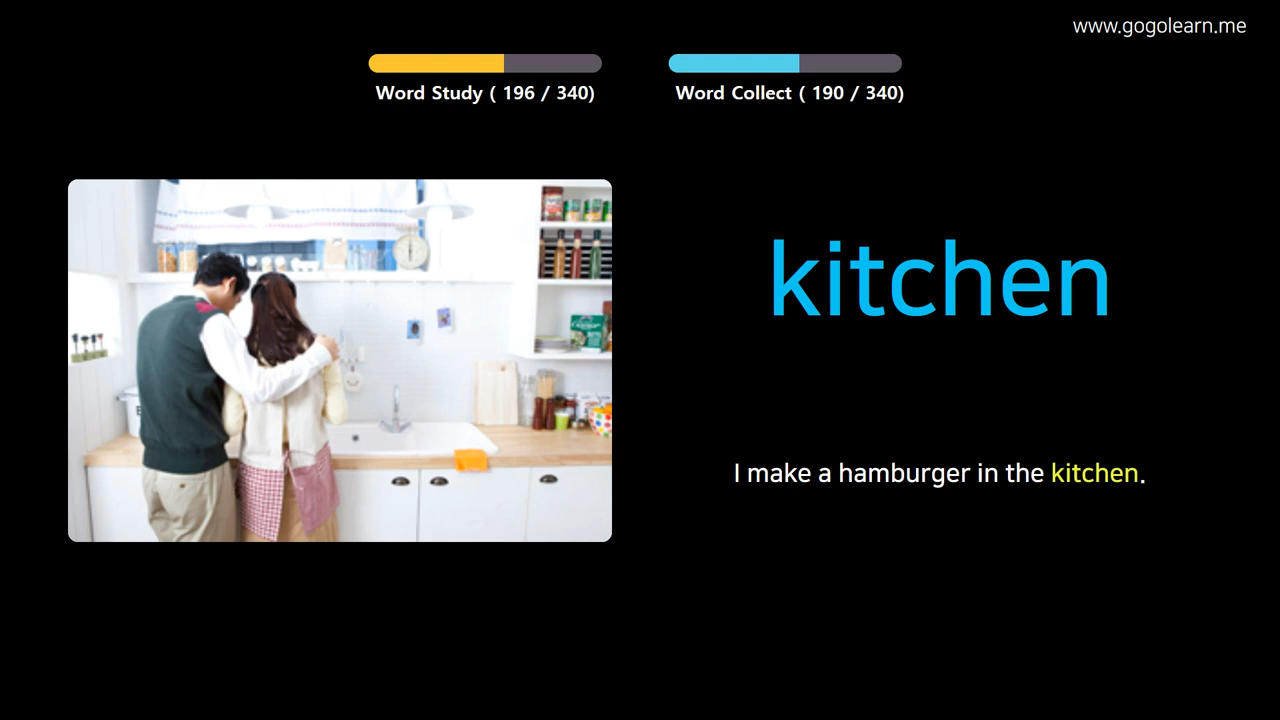 www.gogolearn.me
Word Study ( 196 / 340)
Word Collect ( 190 / 340)
kitchen
I make a hamburger in the kitchen.